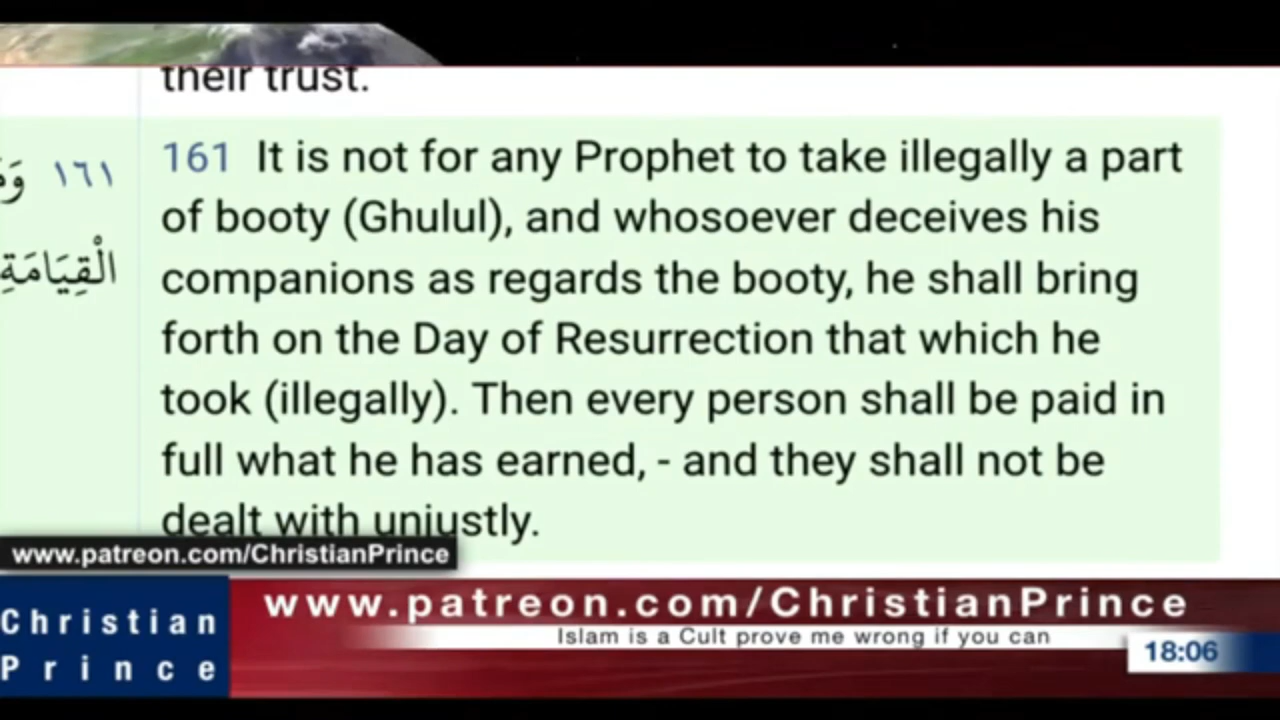 their trust.
161 It is not for any Prophet to take illegally a part
of booty (Ghulul), and whosoever deceives his
companions as regards the booty, he shall bring
forth on the Day of Resurrection that which he
took (illegally). Then every person shall be paid in
full what he has earned, - and they shall not be
dealt with unjustly.
١٦١
الْقِيَامَةِ
www.patreon.com/ChristianPrince
Christian
Prince
www.patreon.com/ChristianPrince
Islam is a Cult prove me wrong if you can
18:06